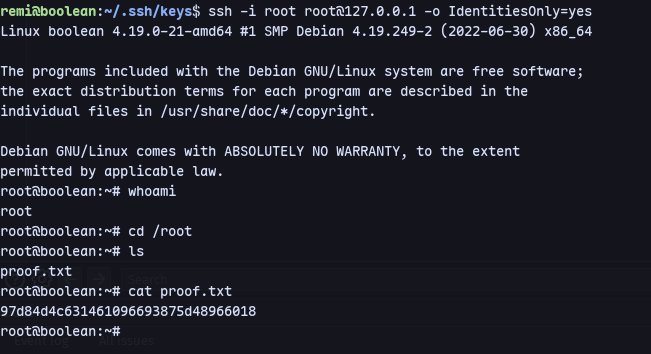 remi@boolean:~/.ssh/keys$ ssh -i root root@127.0.0.1 -o IdentitiesOnly=yes
Linux boolean 4.19.0-21-amd64 #1 SMP Debian 4.19.249-2 (2022-06-30) x86_64
The programs included with the Debian GNU/Linux system are free software;
the exact distribution terms for each program are described in the
individual files in /usr/share/doc/*/copyright.
Debian GNU/Linux comes with ABSOLUTELY NO WARRANTY, to the extent
permitted by applicable law.
root@boolean:~# whoami
root
root@boolean:~# cd /root
root@boolean:~# ls
proof.txt
Search
root@boolean:~# cat proof.txt
97d84d4c631461096693875d48966018
root@boolean:~#
Event log All issues